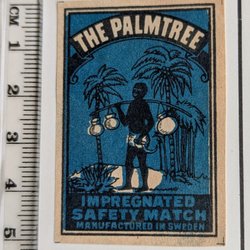 THE PALMTREE
IMPREGNATED
SAFETY MATCH
MANUFACTURED IN SWEDEN
CM
1
2
3
4
5